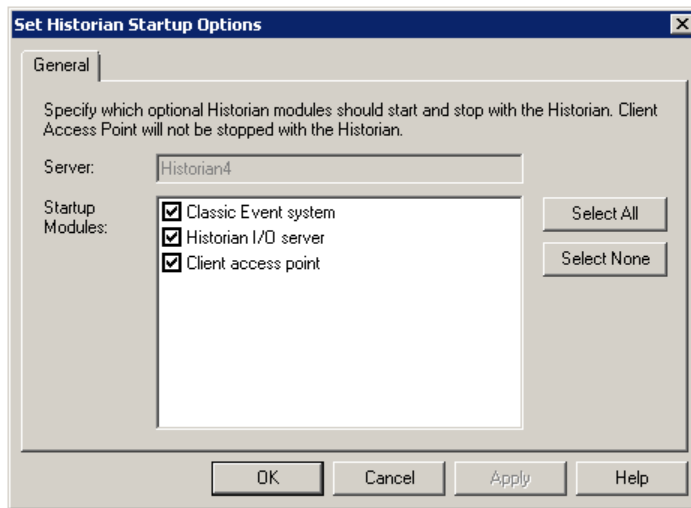 Set Historian Startup Options
General
Specify which optional Historian modules should start and stop with the Historian. Client
Access Point will not be stopped with the Historian.
Server:
Historian4
Startup
Modules:
Classic Event system
Historian I/O server
Client access point
Select All
Select None
OK
Cancel
Apply
Help